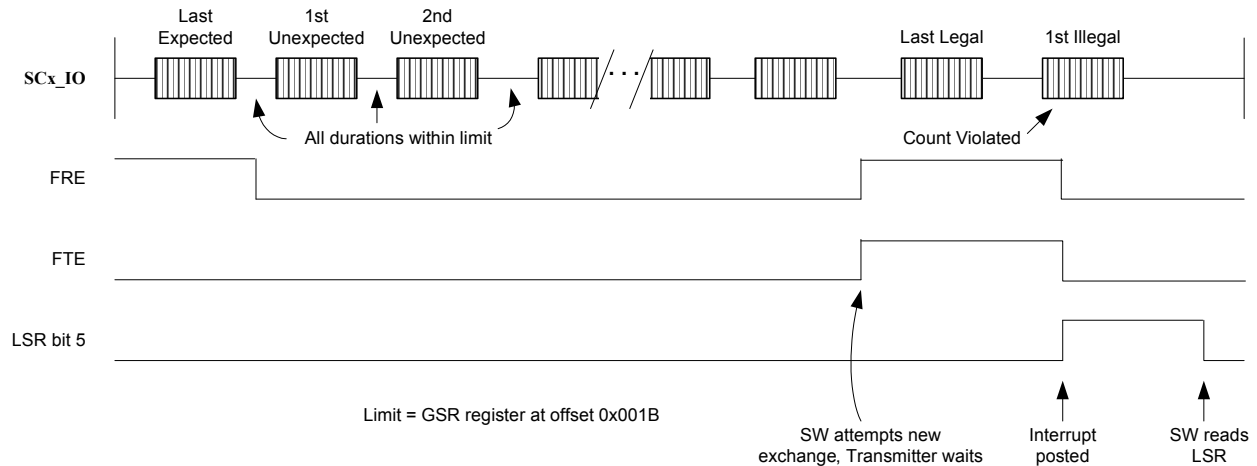 Last
Expected
1st
Unexpected
2nd
Unexpected
Last Legal
1st Illegal
SCx_IO
. . .
All durations within limit
Count Violated
FRE
FTE
LSR bit 5
Limit = GSR register at offset 0x001B
SW attempts new
exchange, Transmitter waits
Interrupt
posted
SW reads
LSR